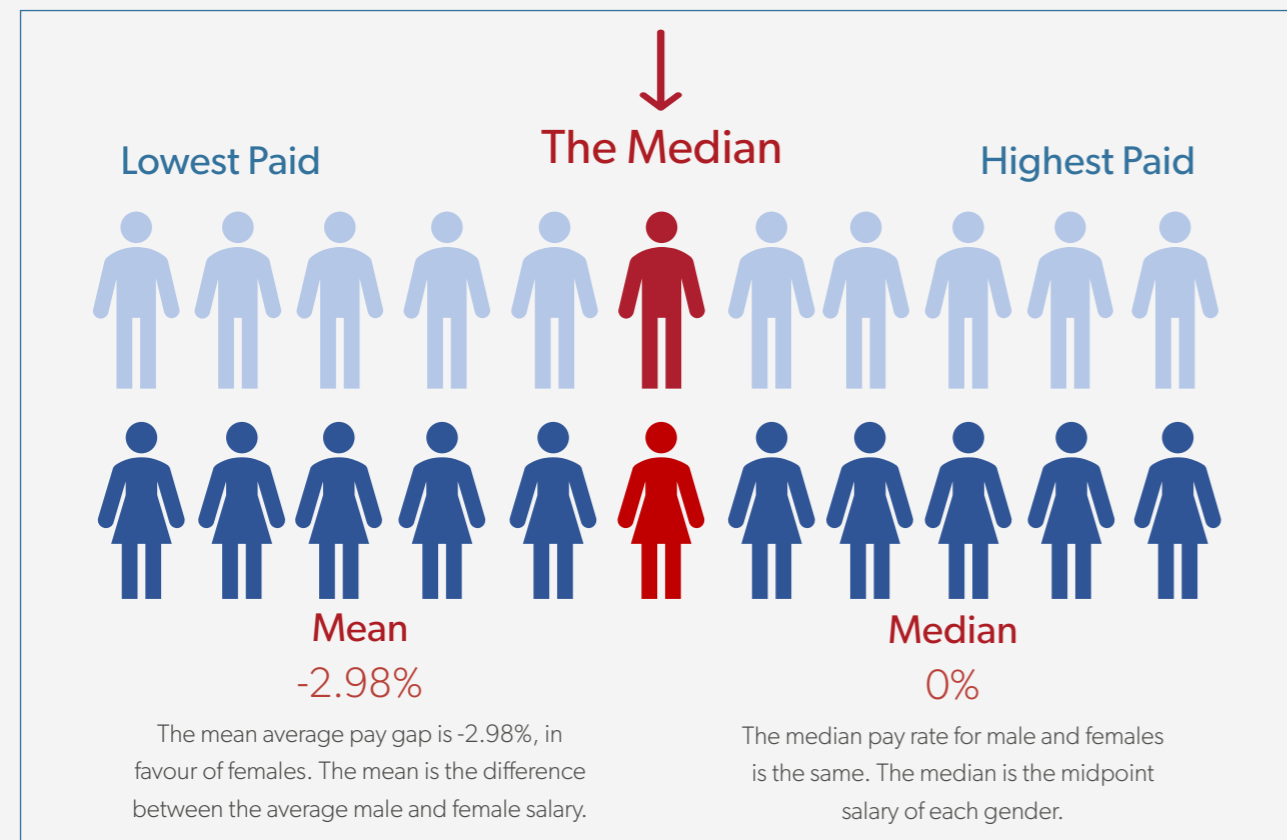 The Median
Lowest Paid
Highest Paid
Mean
-2.98%
The mean average pay gap is -2.98%, in
favour of females. The mean is the difference
between the average male and female salary.
Median
0%
The median pay rate for male and females
is the same. The median is the midpoint
salary of each gender.